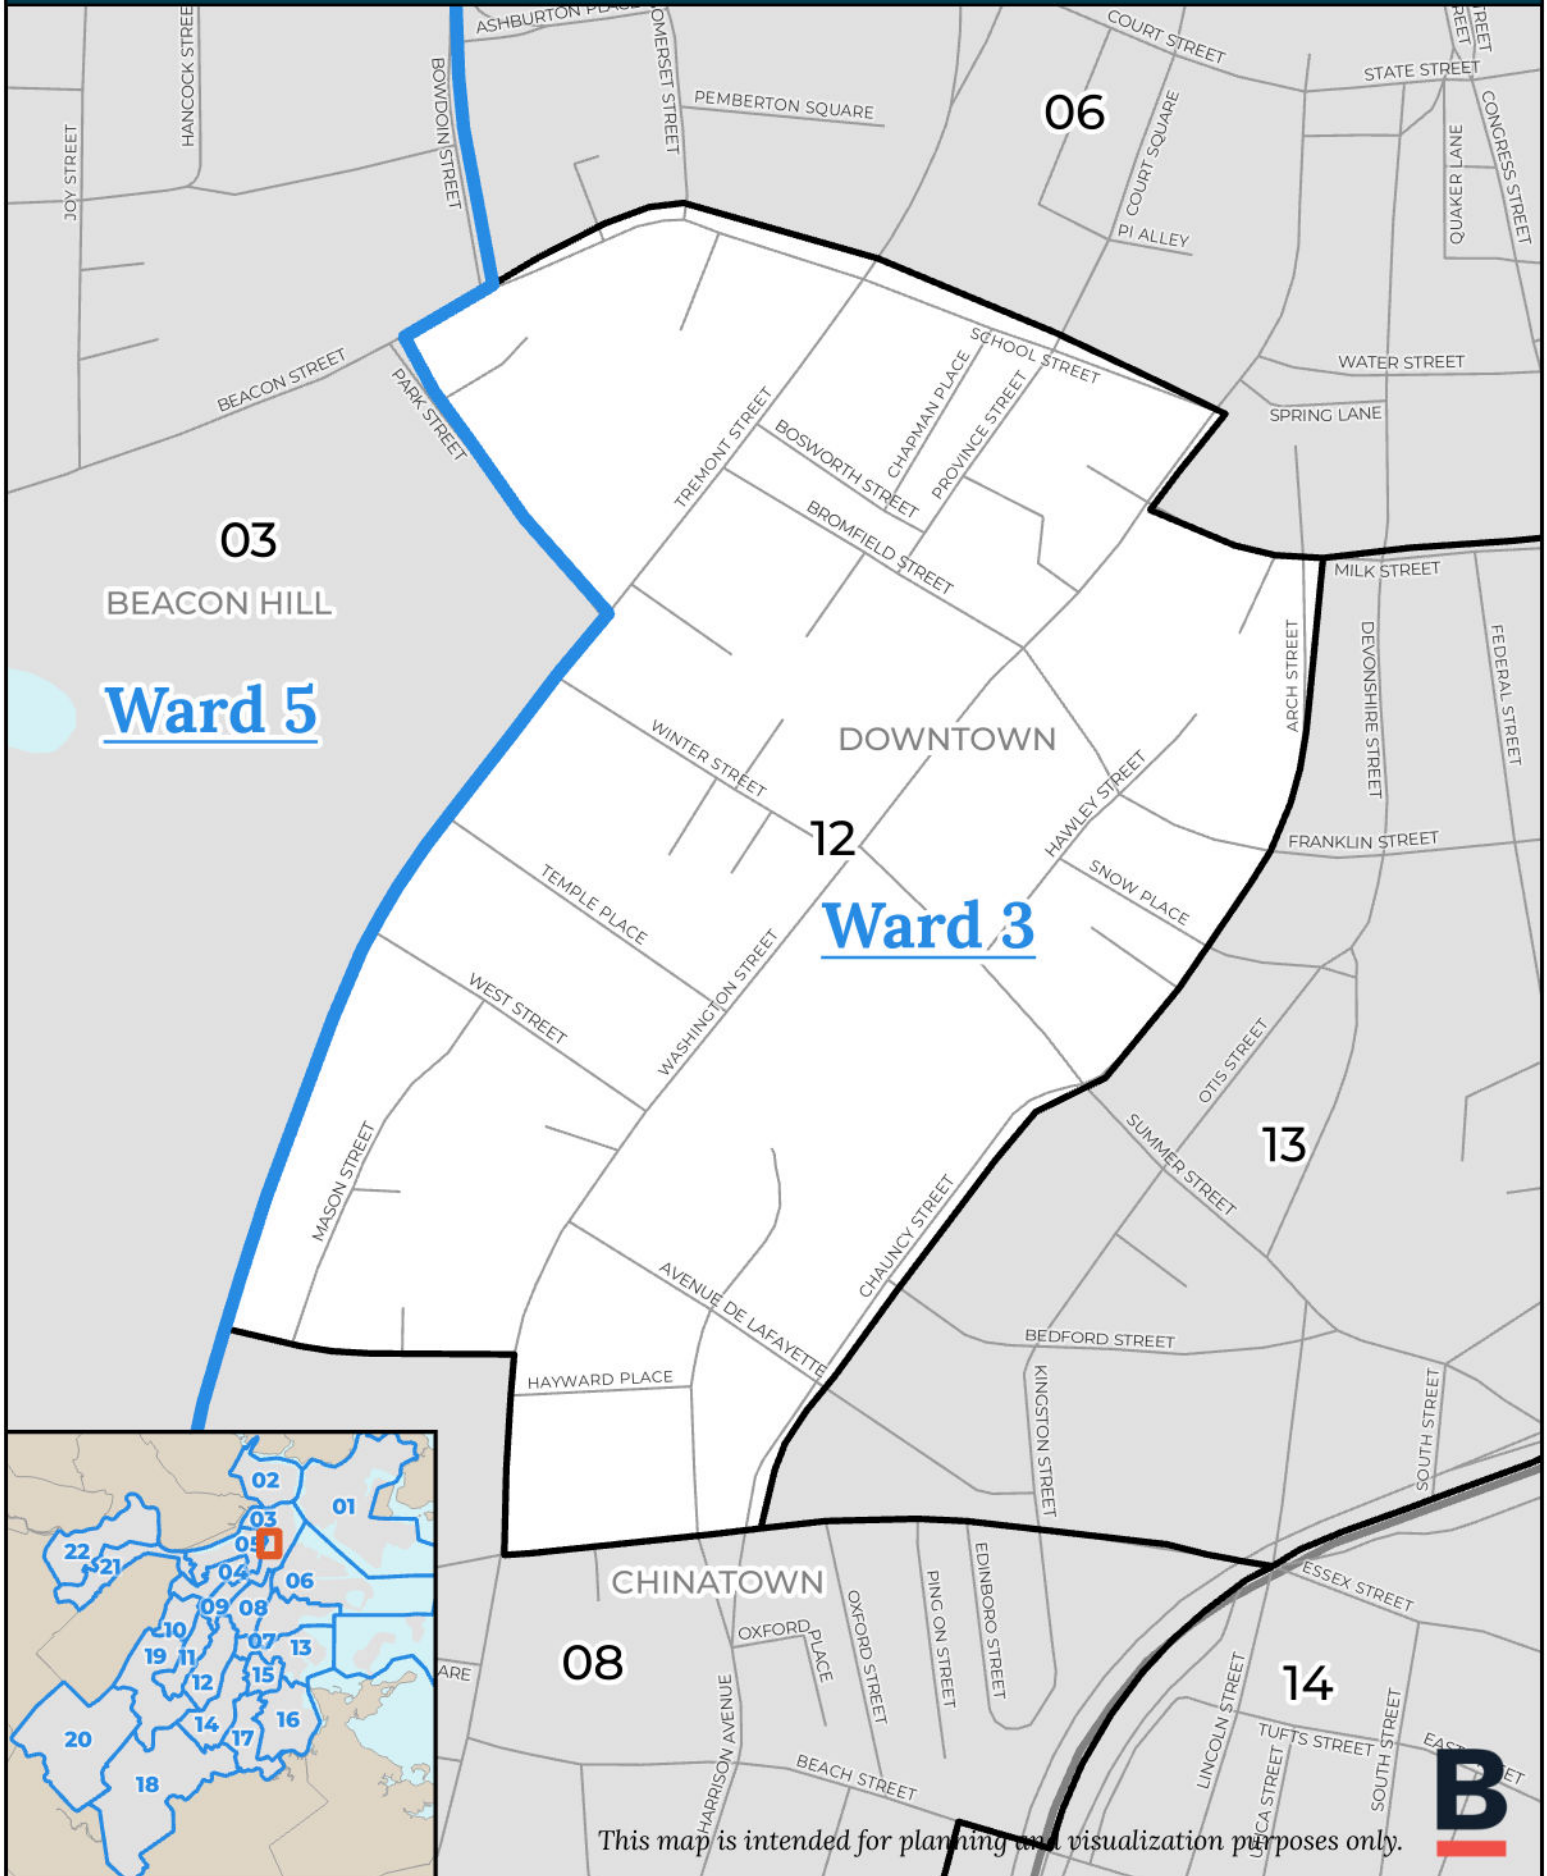 ASHBURTON PLACE
COURT STREET
STATE STREET
HANCOCK STREE
BOWDOIN STREET
OMERSET STREET
PEMBERTON SQUARE
06
COURT SQUARE
CONGRESS STREET
QUAKER LANE
JOY STREET
PI ALLEY
SCHOOL STREET
WATER STREET
BEACON STREET
PARK STREET
CHAPMAN PLACE
PROVINCE STREET
SPRING LANE
TREMONT STREET
BOSWORTH STREET
BROMFIELD STREET
03
BEACON HILL
MILK STREET
Ward 5
ARCH STREET
DEVONSHIRE STREET
FEDERAL STREET
DOWNTOWN
WINTER STREET
HAWLEY STREET
12
FRANKLIN STREET
SNOW PLACE
TEMPLE PLACE
Ward 3
WASHINGTON STREET
WEST STREET
OTIS STREET
SUMMER STREET
13
MASON STREET
CHAUNCY STREET
AVENUE DE LAFAYETTE
BEDFORD STREET
HAYWARD PLACE
KINGSTON STREET
SOUTH STREET
CHINATOWN
ESSEX STREET
EDINBORO STREET
PING ON STREET
OXFORD STREET
OXFORD PLACE
08
ARE
14
LINCOLN STREET
HARRISON AVENUE
TUFTS STREET
SOUTH STREET
BEACH STREET
02
01
03
05
22
21
04
06
09
08
10
07
13
19
11
12
15
14
16
17
20
18
B
This map is intended for planning and visualization purposes only.